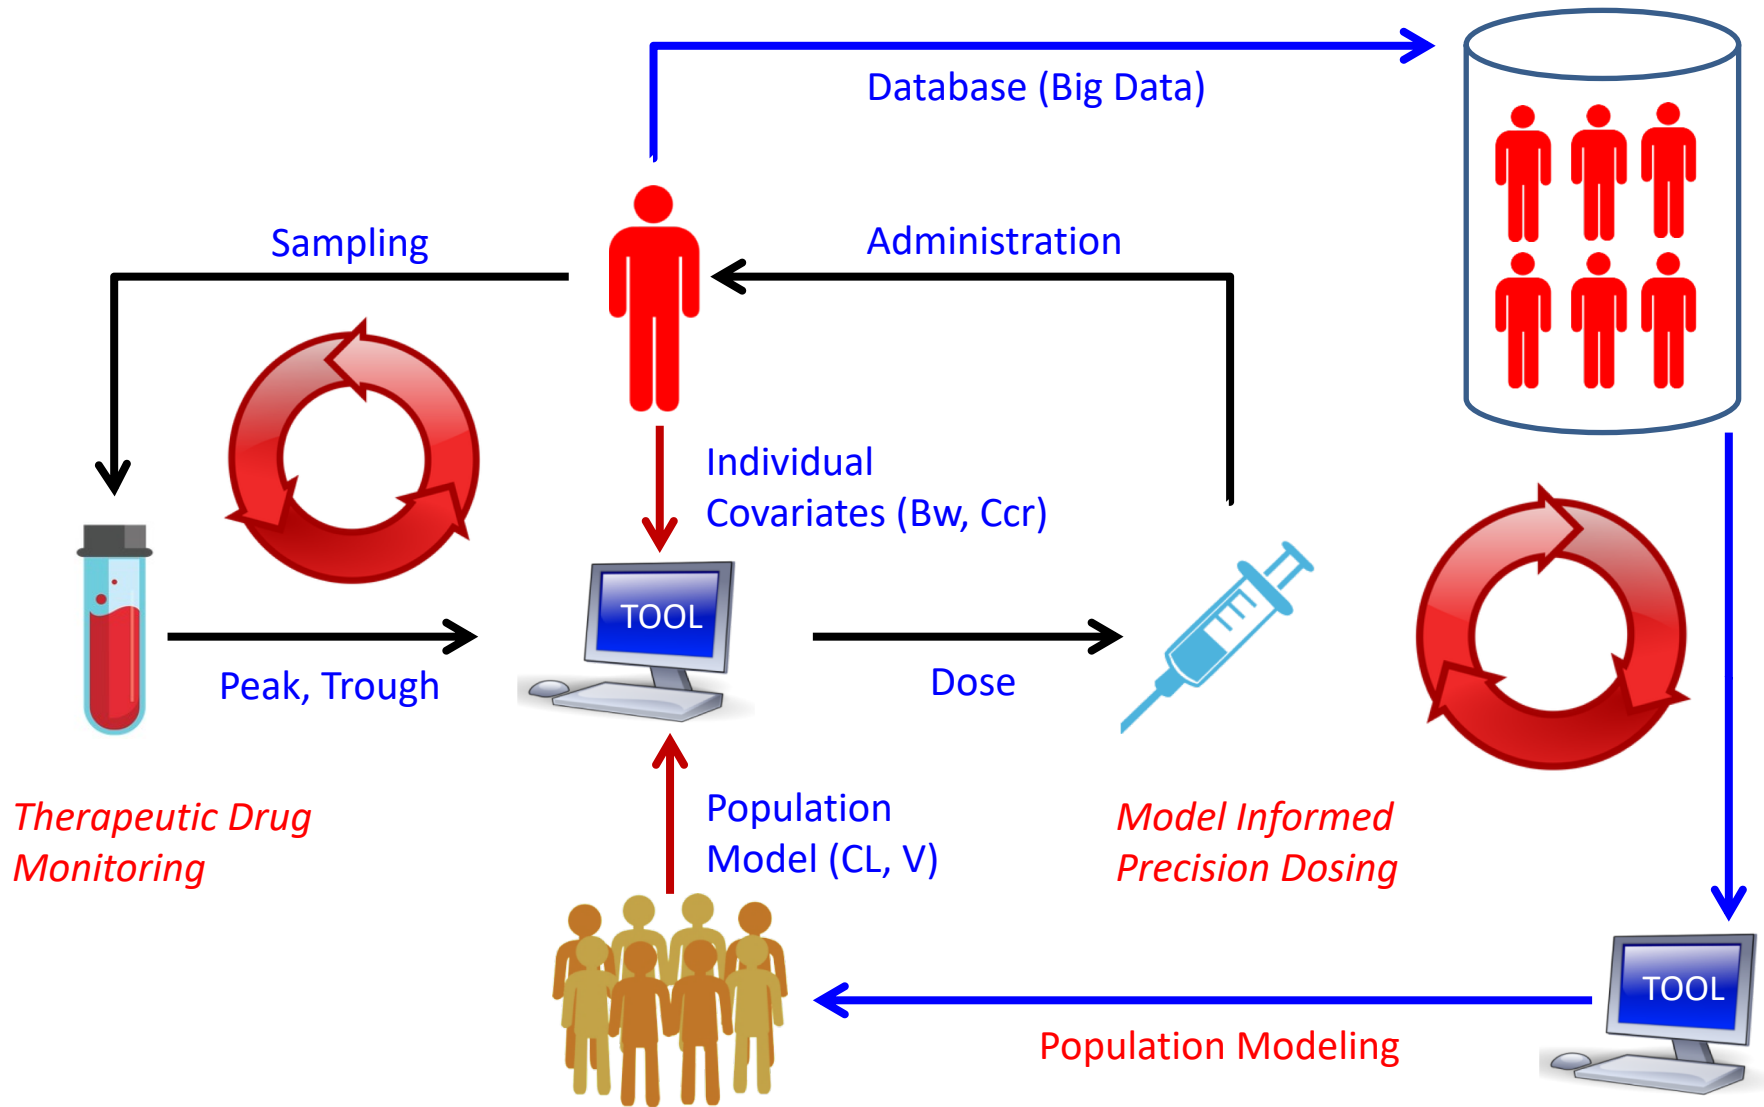 Database (Big Data)
Sampling
Administration
Individual
Covariates (Bw, Ccr)
TOOL
Peak, Trough
Dose
Therapeutic Drug
Monitoring
Population
Model (CL, V)
Model Informed
Precision Dosing
TOOL
Population Modeling